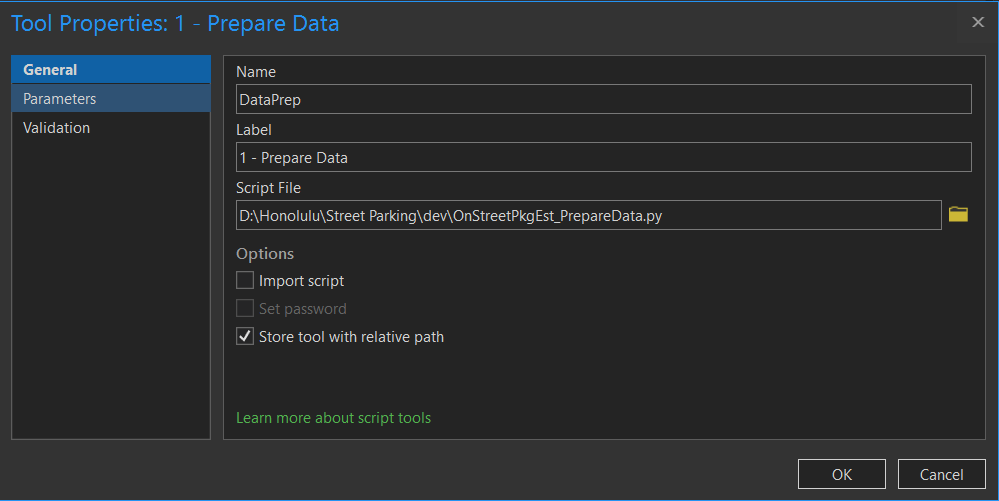 Tool Properties: 1 - Prepare Data
General
Parameters
Validation
Name
DataPrep
Label
1 - Prepare Data
Script File
D:\Honolulu\Street Parking\dev\OnStreetPkgEst_PrepareData.py
Options
Import script
Set password
Store tool with relative path
Learn more about script tools
OK
Cancel